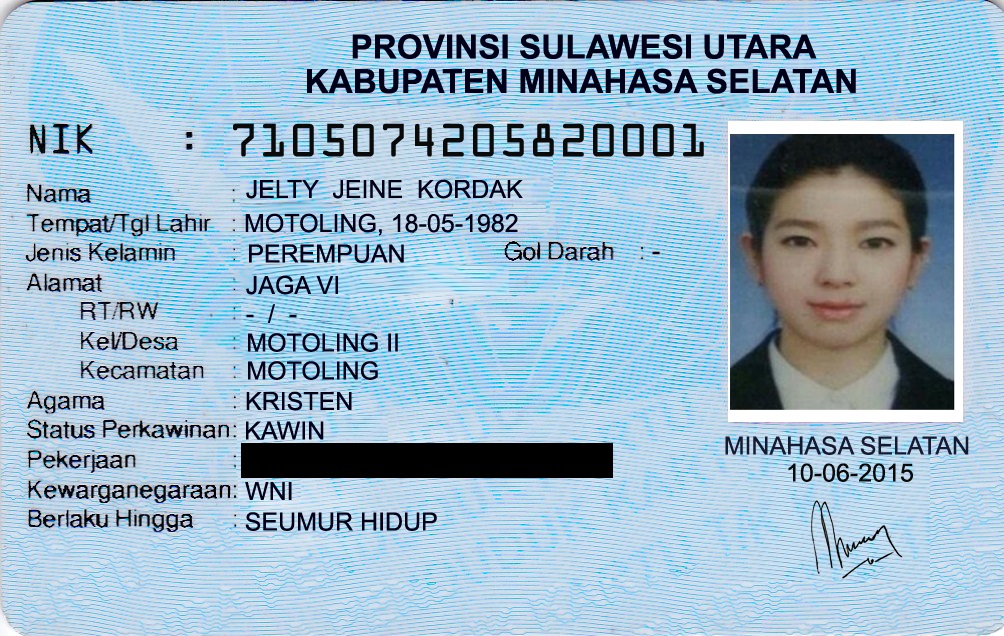 PROVINSI SULAWESI UTARA
KABUPATEN MINAHASA SELATAN
NIK : 7105074205820001
Nama : JELTY JEINE KORDAK
Tempat/Tgl Lahir : MOTOLING, 18-05-1982
Jenis Kelamin : PEREMPUAN Gol Darah : -
Alamat : JAGA VI
RT/RW : - / -
Kel/Desa : MOTOLING II
Kecamatan : MOTOLING
Agama : KRISTEN
Status Perkawinan: KAWIN
Pekerjaan :
Kewarganegaraan: WNI
Berlaku Hingga : SEUMUR HIDUP
MINAHASA SELATAN
10-06-2015